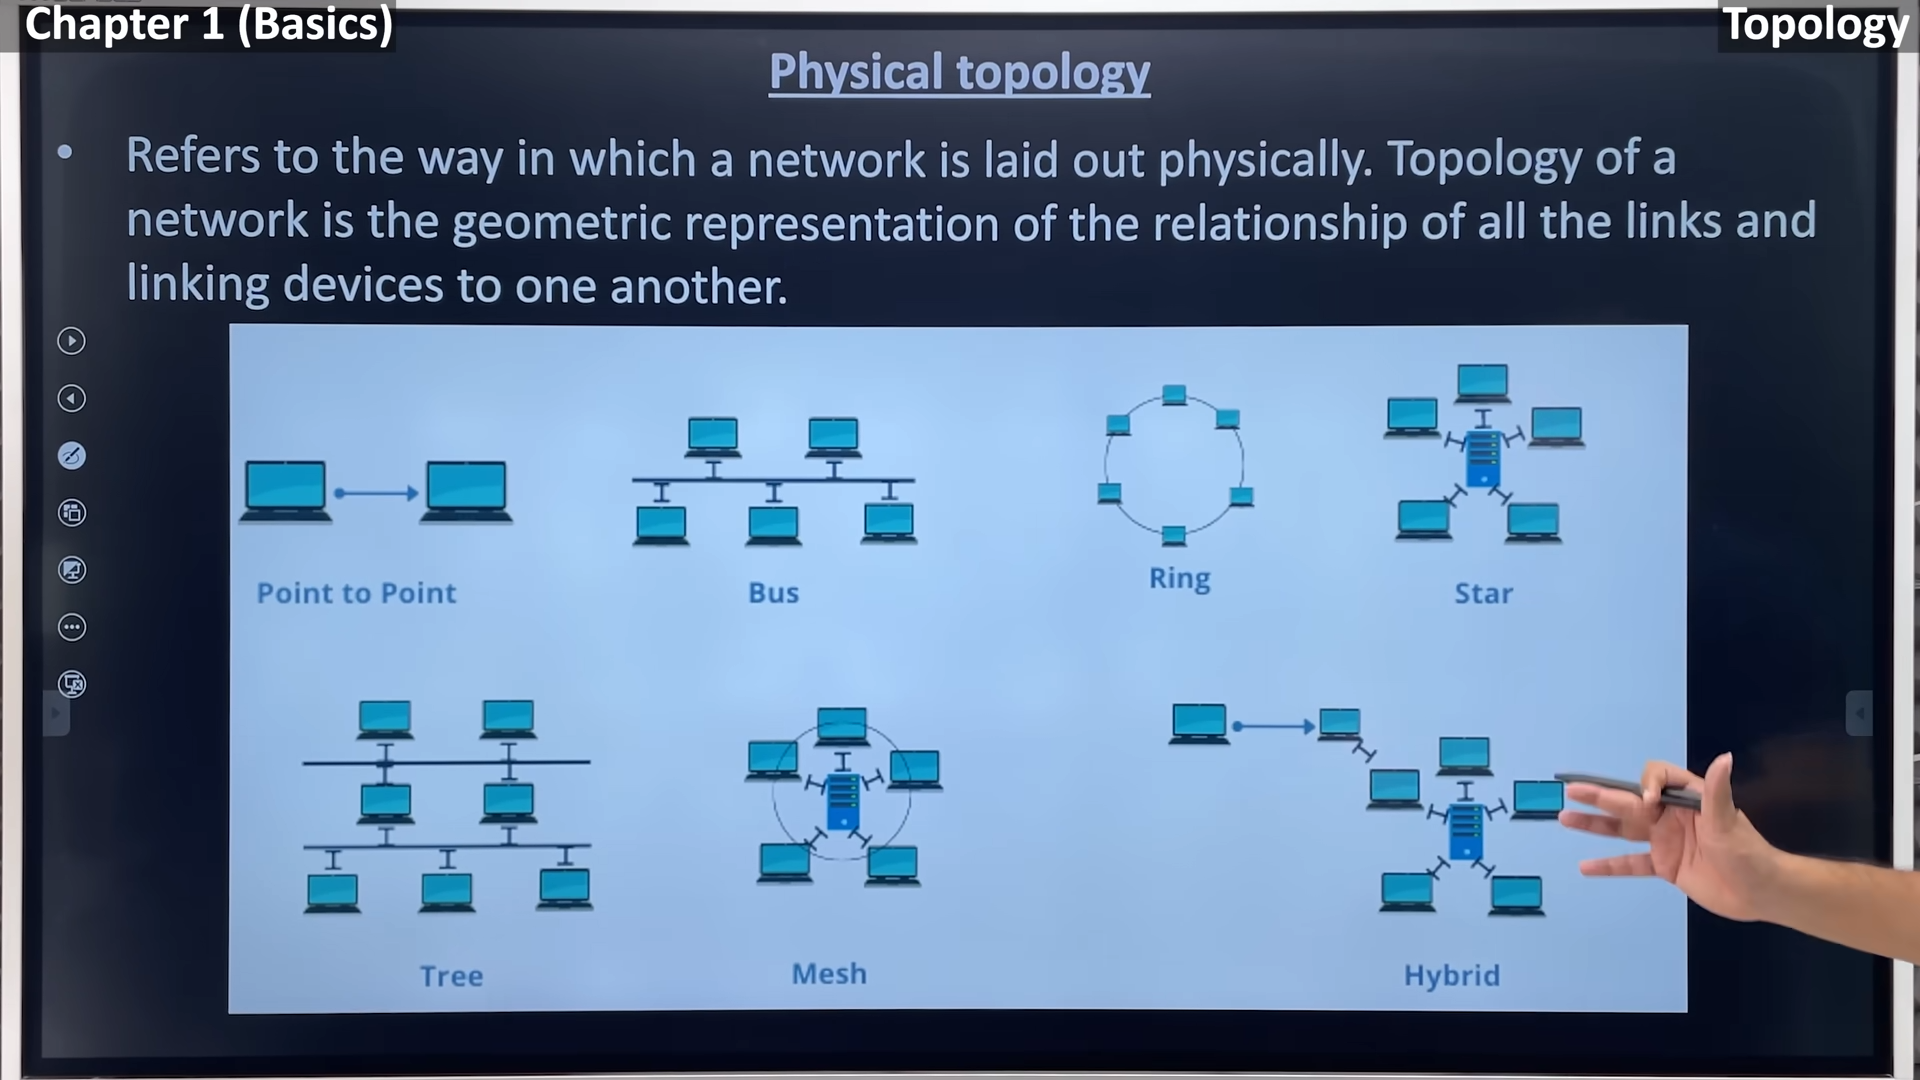 Chapter 1 (Basics)
Topology
Physical topology
• Refers to the way in which a network is laid out physically. Topology of a
network is the geometric representation of the relationship of all the links and
linking devices to one another.
Point to Point
Bus
Ring
Star
Tree
Mesh
Hybrid